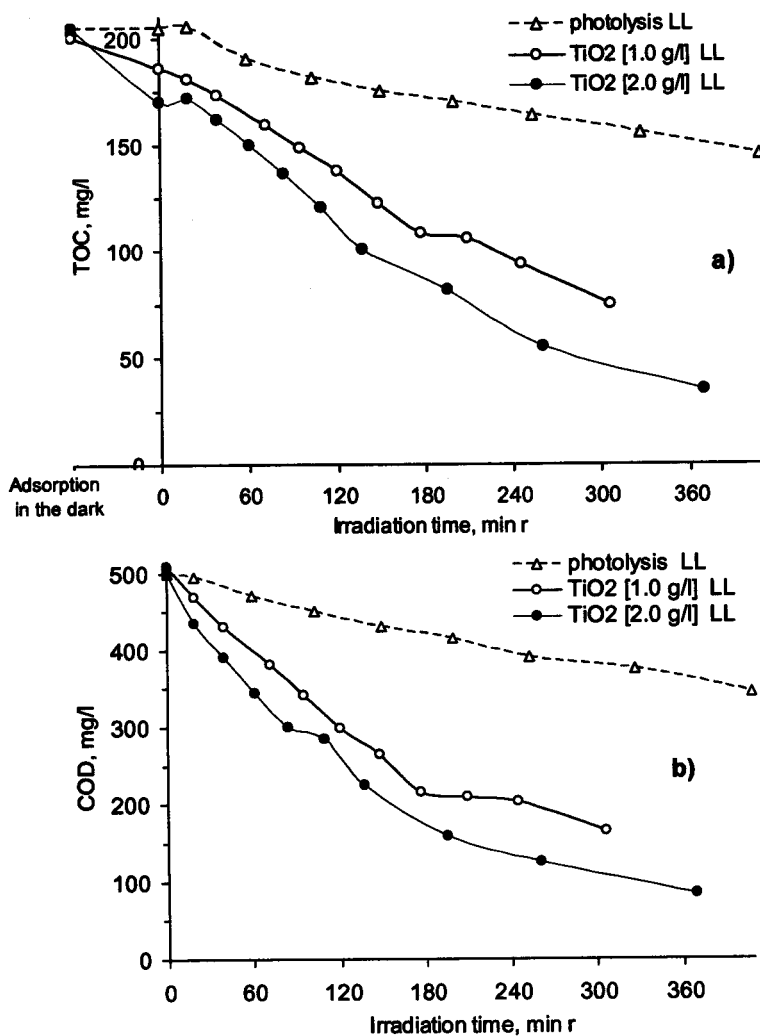 photolysis LL
TiO2 [1.0 g/l] LL
TiO2 [2.0 g/l] LL
200
150
100
50
0
TOC, mg/l
a)
Adsorption
in the dark
0 60 120 180 240 300 360
Irradiation time, min r
photolysis LL
TiO2 [1.0 g/l] LL
TiO2 [2.0 g/l] LL
500
400
300
200
100
0
COD, mg/l
b)
0 60 120 180 240 300 360
Irradiation time, min r